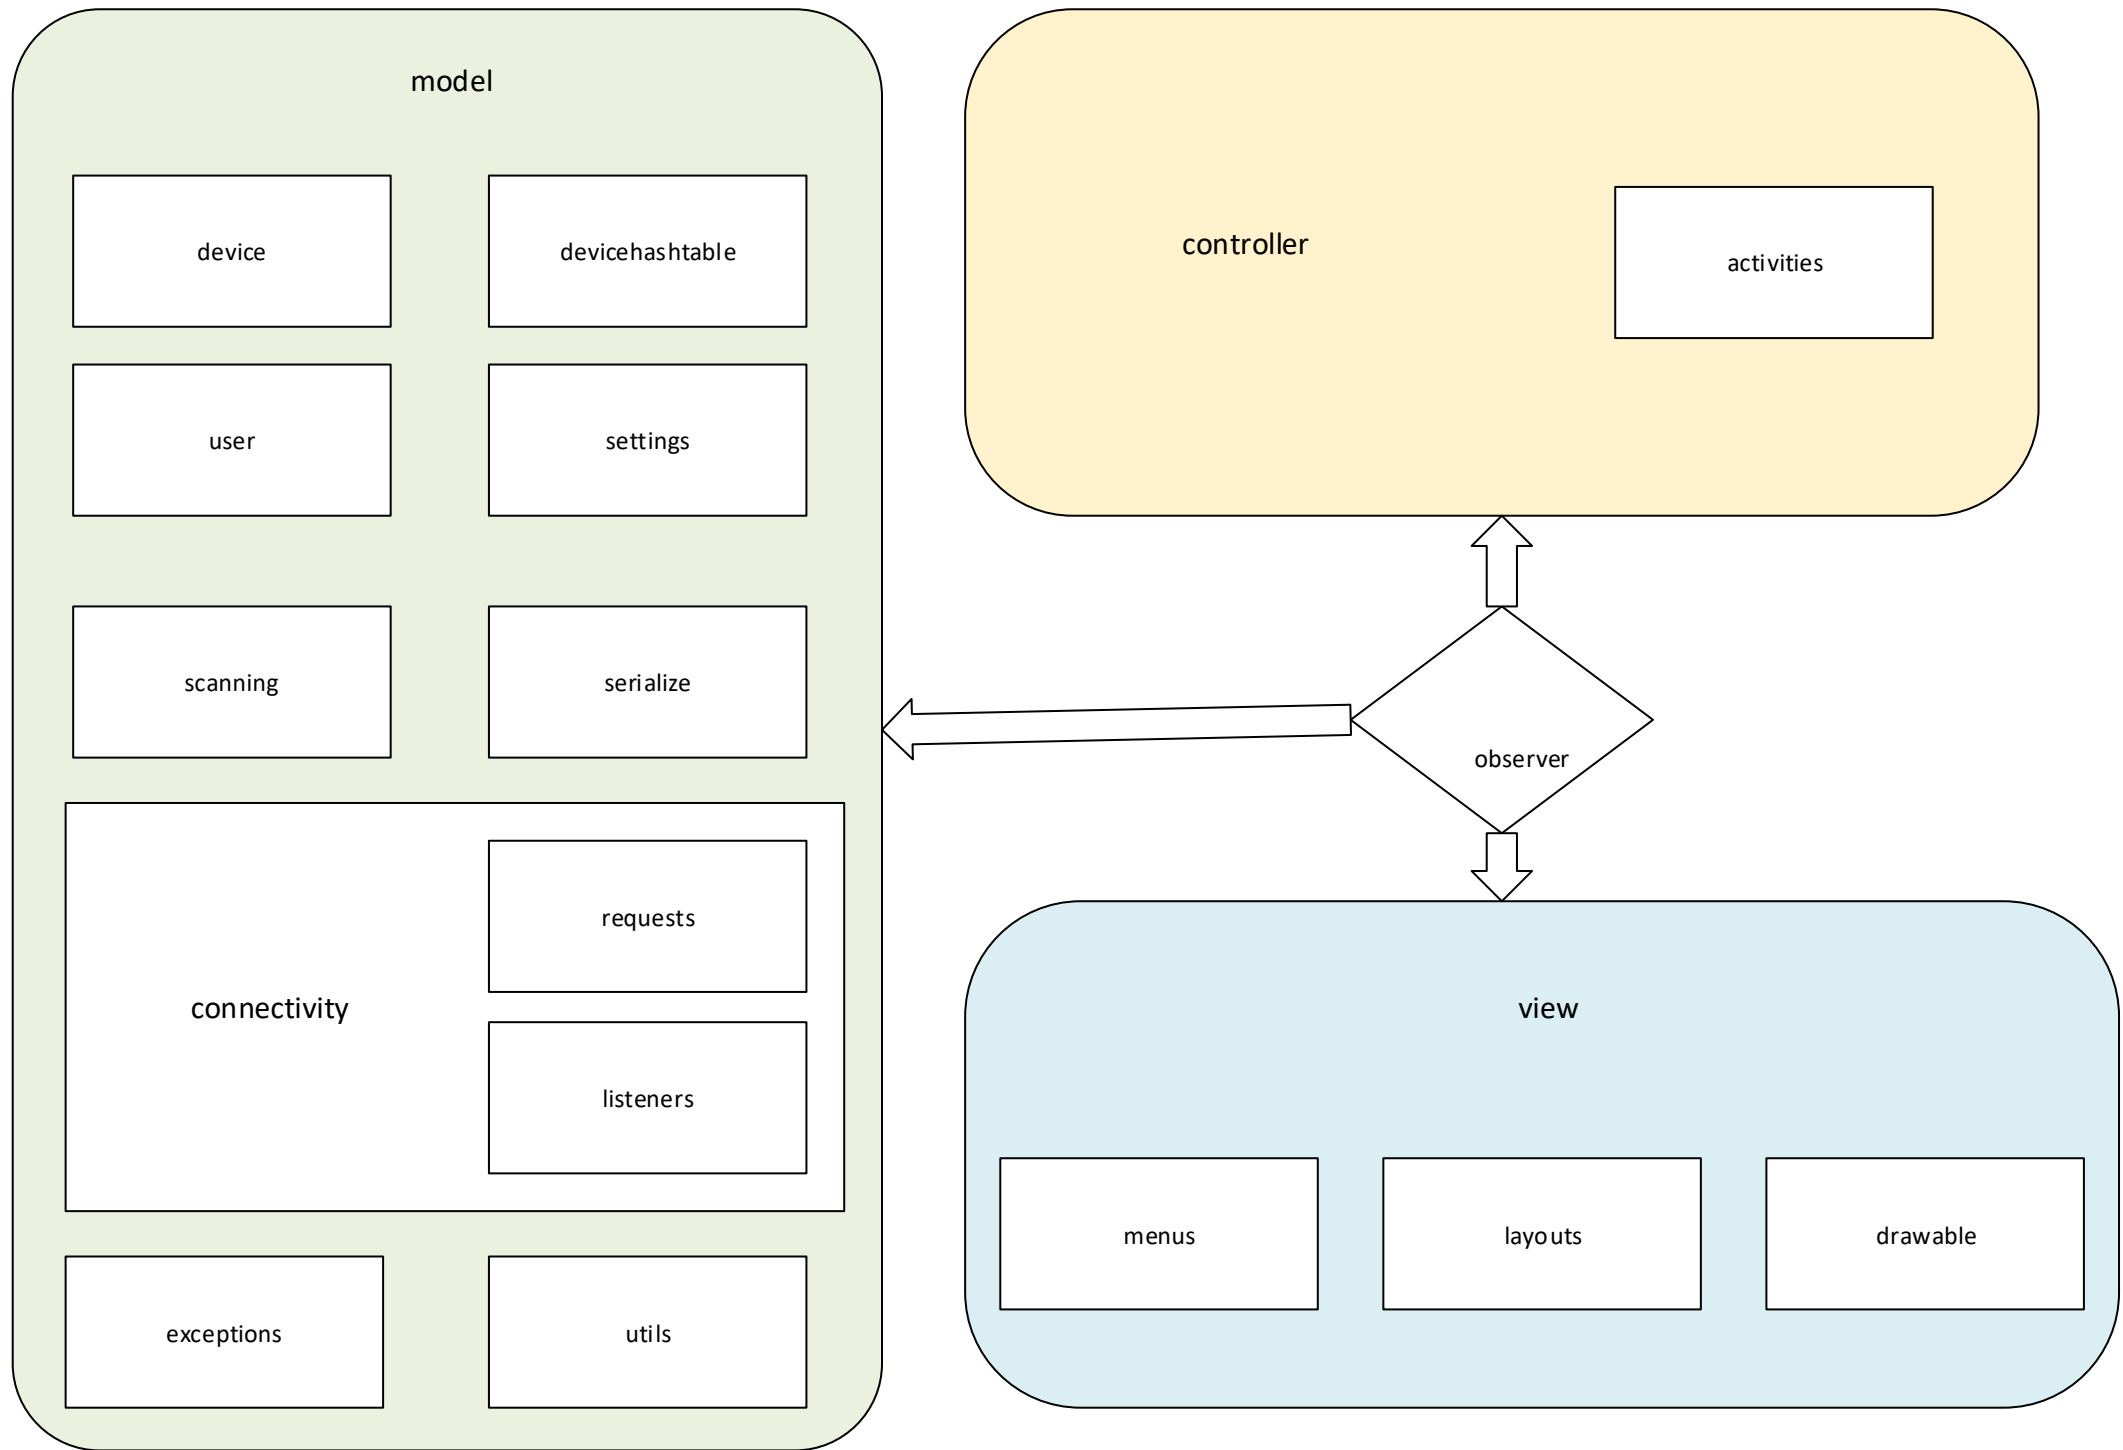 model
device
devicehashtable
user
settings
scanning
serialize
connectivity
requests
listeners
exceptions
utils
controller
activities
observer
view
menus
layouts
drawable